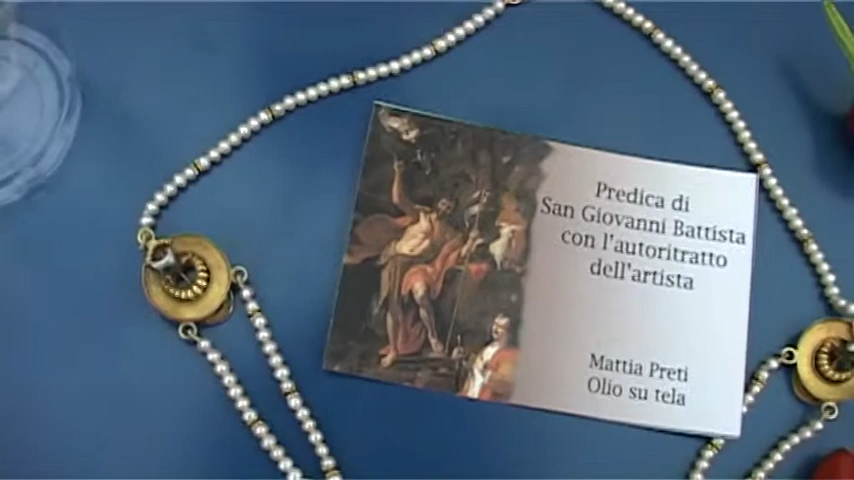 Predica di
San Giovanni Battista
con l'autoritratto
dell'artista
Mattia Preti
Olio su tela